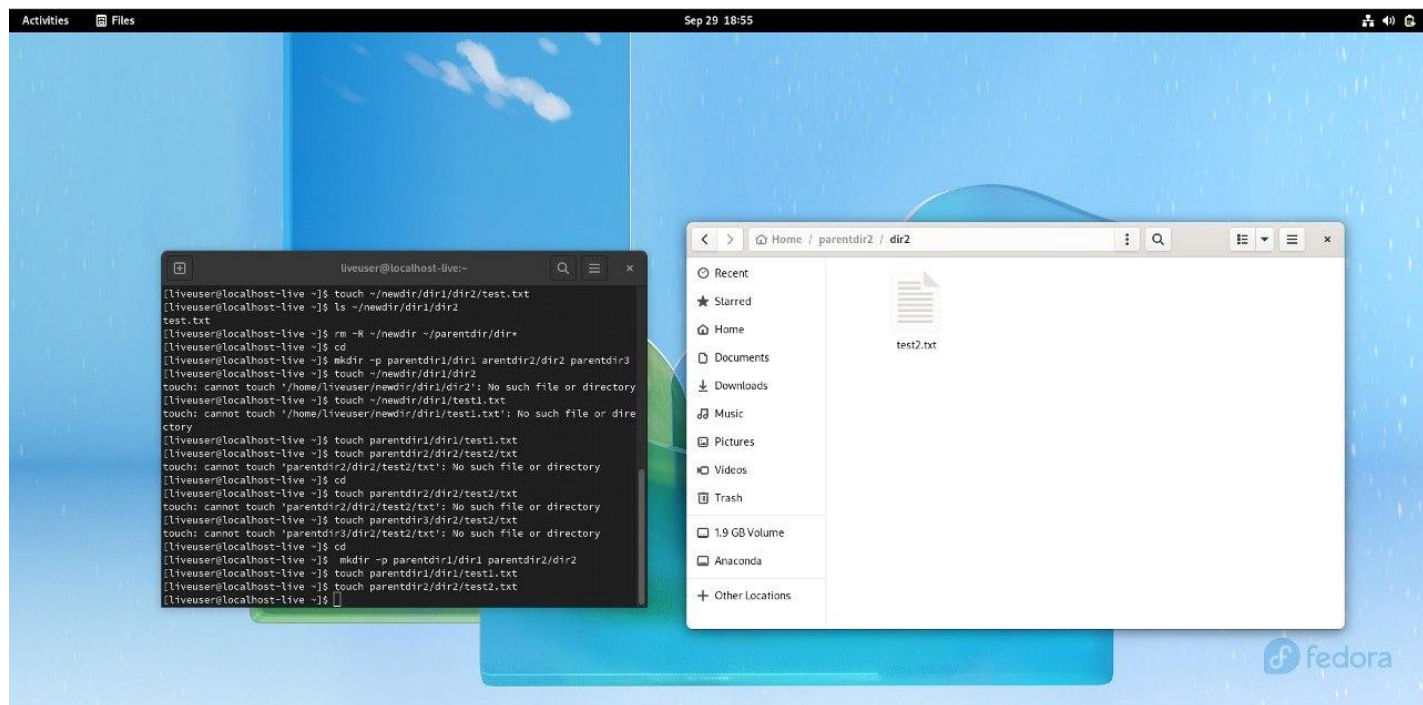 Activities Files Sep 29 18:55
liveuser@localhost-live:~
[liveuser@localhost-live ~]$ touch ~/newdir/dir1/dir2/test.txt
[liveuser@localhost-live ~]$ ls ~/newdir/dir1/dir2
test.txt
[liveuser@localhost-live ~]$ rm -R ~/newdir ~/parentdir/dir*
[liveuser@localhost-live ~]$ cd
[liveuser@localhost-live ~]$ mkdir -p parentdir1/dir1 arentdir2/dir2 parentdir3
[liveuser@localhost-live ~]$ touch ~/newdir/dir1/dir2
touch: cannot touch '/home/liveuser/newdir/dir1/dir2': No such file or directory
[liveuser@localhost-live ~]$ touch ~/newdir/dir1/test1.txt
touch: cannot touch '/home/liveuser/newdir/dir1/test1.txt': No such file or dire
ctory
[liveuser@localhost-live ~]$ touch parentdir1/dir1/test1.txt
[liveuser@localhost-live ~]$ touch parentdir2/dir2/test2/txt
touch: cannot touch 'parentdir2/dir2/test2/txt': No such file or directory
[liveuser@localhost-live ~]$ cd
[liveuser@localhost-live ~]$ touch parentdir2/dir2/test2/txt
touch: cannot touch 'parentdir2/dir2/test2/txt': No such file or directory
[liveuser@localhost-live ~]$ touch parentdir3/dir2/test2/txt
touch: cannot touch 'parentdir3/dir2/test2/txt': No such file or directory
[liveuser@localhost-live ~]$ cd
[liveuser@localhost-live ~]$  mkdir -p parentdir1/dir1 parentdir2/dir2
[liveuser@localhost-live ~]$ touch parentdir1/dir1/test1.txt
[liveuser@localhost-live ~]$ touch parentdir2/dir2/test2.txt
[liveuser@localhost-live ~]$
Home / parentdir2 / dir2
Recent
Starred
Home
Documents
Downloads
Music
Pictures
Videos
Trash
1.9 GB Volume
Anaconda
+ Other Locations
test2.txt
fedora